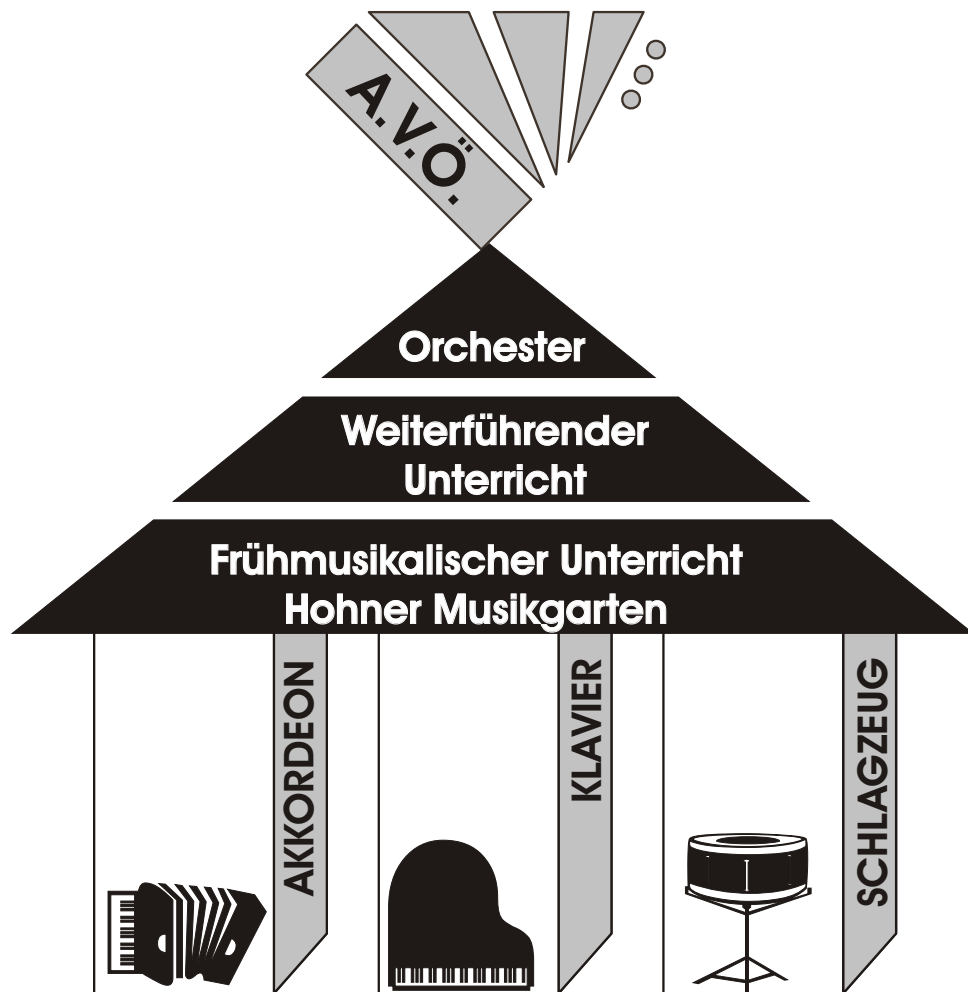 A.V.Ö.
Orchester
Weiterführender
Unterricht
Frühmusikalischer Unterricht
Hohner Musikgarten
AKKORDEON
KLAVIER
SCHLAGZEUG